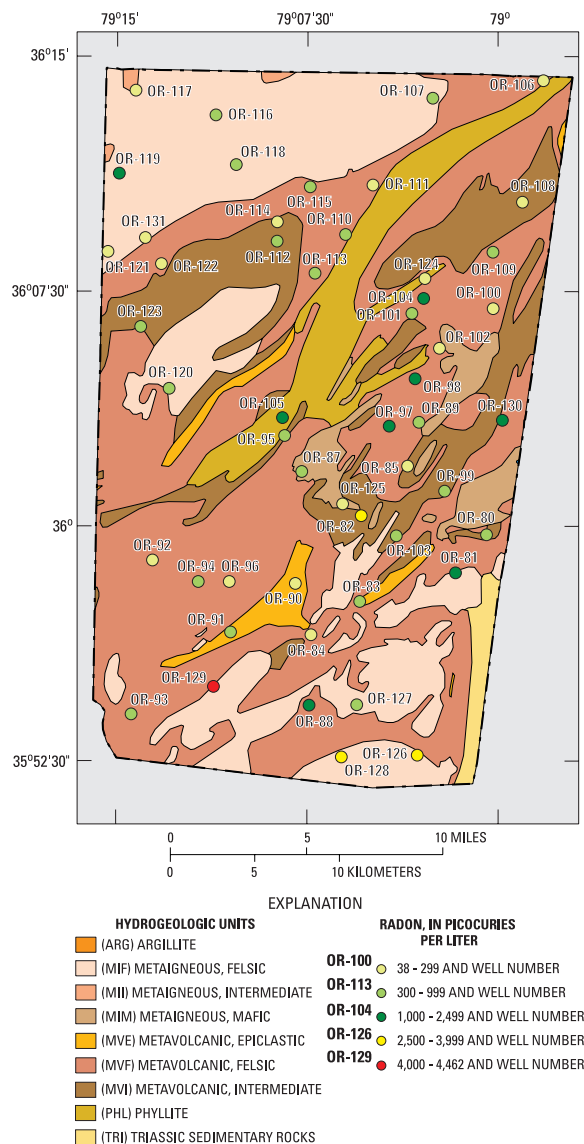 79°15' 79°07'30" 79°
36°15'
OR-106
OR-107
OR-117
OR-116
OR-118
OR-119
OR-111
OR-115
OR-108
OR-114
OR-110
OR-131
OR-112
OR-109
OR-121
OR-122
OR-113
OR-124
36°07'30"
OR-104
OR-100
OR-101
OR-123
OR-102
OR-120
OR-98
OR-105
OR-97
OR-89
OR-130
OR-95
OR-87
OR-85
OR-99
OR-125
OR-82
36°
OR-80
OR-103
OR-92
OR-81
OR-94
OR-96
OR-90
OR-83
OR-91
OR-84
OR-129
OR-93
OR-127
OR-88
35°52'30"
OR-126
OR-128
0 5 10 MILES
0 5 10 KILOMETERS
EXPLANATION
HYDROGEOLOGIC UNITS
(ARG) ARGILLITE
(MIF) METAIGNEOUS, FELSIC
(MII) METAIGNEOUS, INTERMEDIATE
(MIM) METAIGNEOUS, MAFIC
(MVE) METAVOLCANIC, EPICLASTIC
(MVF) METAVOLCANIC, FELSIC
(MVI) METAVOLCANIC, INTERMEDIATE
(PHL) PHYLLITE
(TRI) TRIASSIC SEDIMENTARY ROCKS
RADON, IN PICOCURIES
PER LITER
OR-100 38 - 299 AND WELL NUMBER
OR-113 300 - 999 AND WELL NUMBER
OR-104 1,000 - 2,499 AND WELL NUMBER
OR-126 2,500 - 3,999 AND WELL NUMBER
OR-129 4,000 - 4,462 AND WELL NUMBER